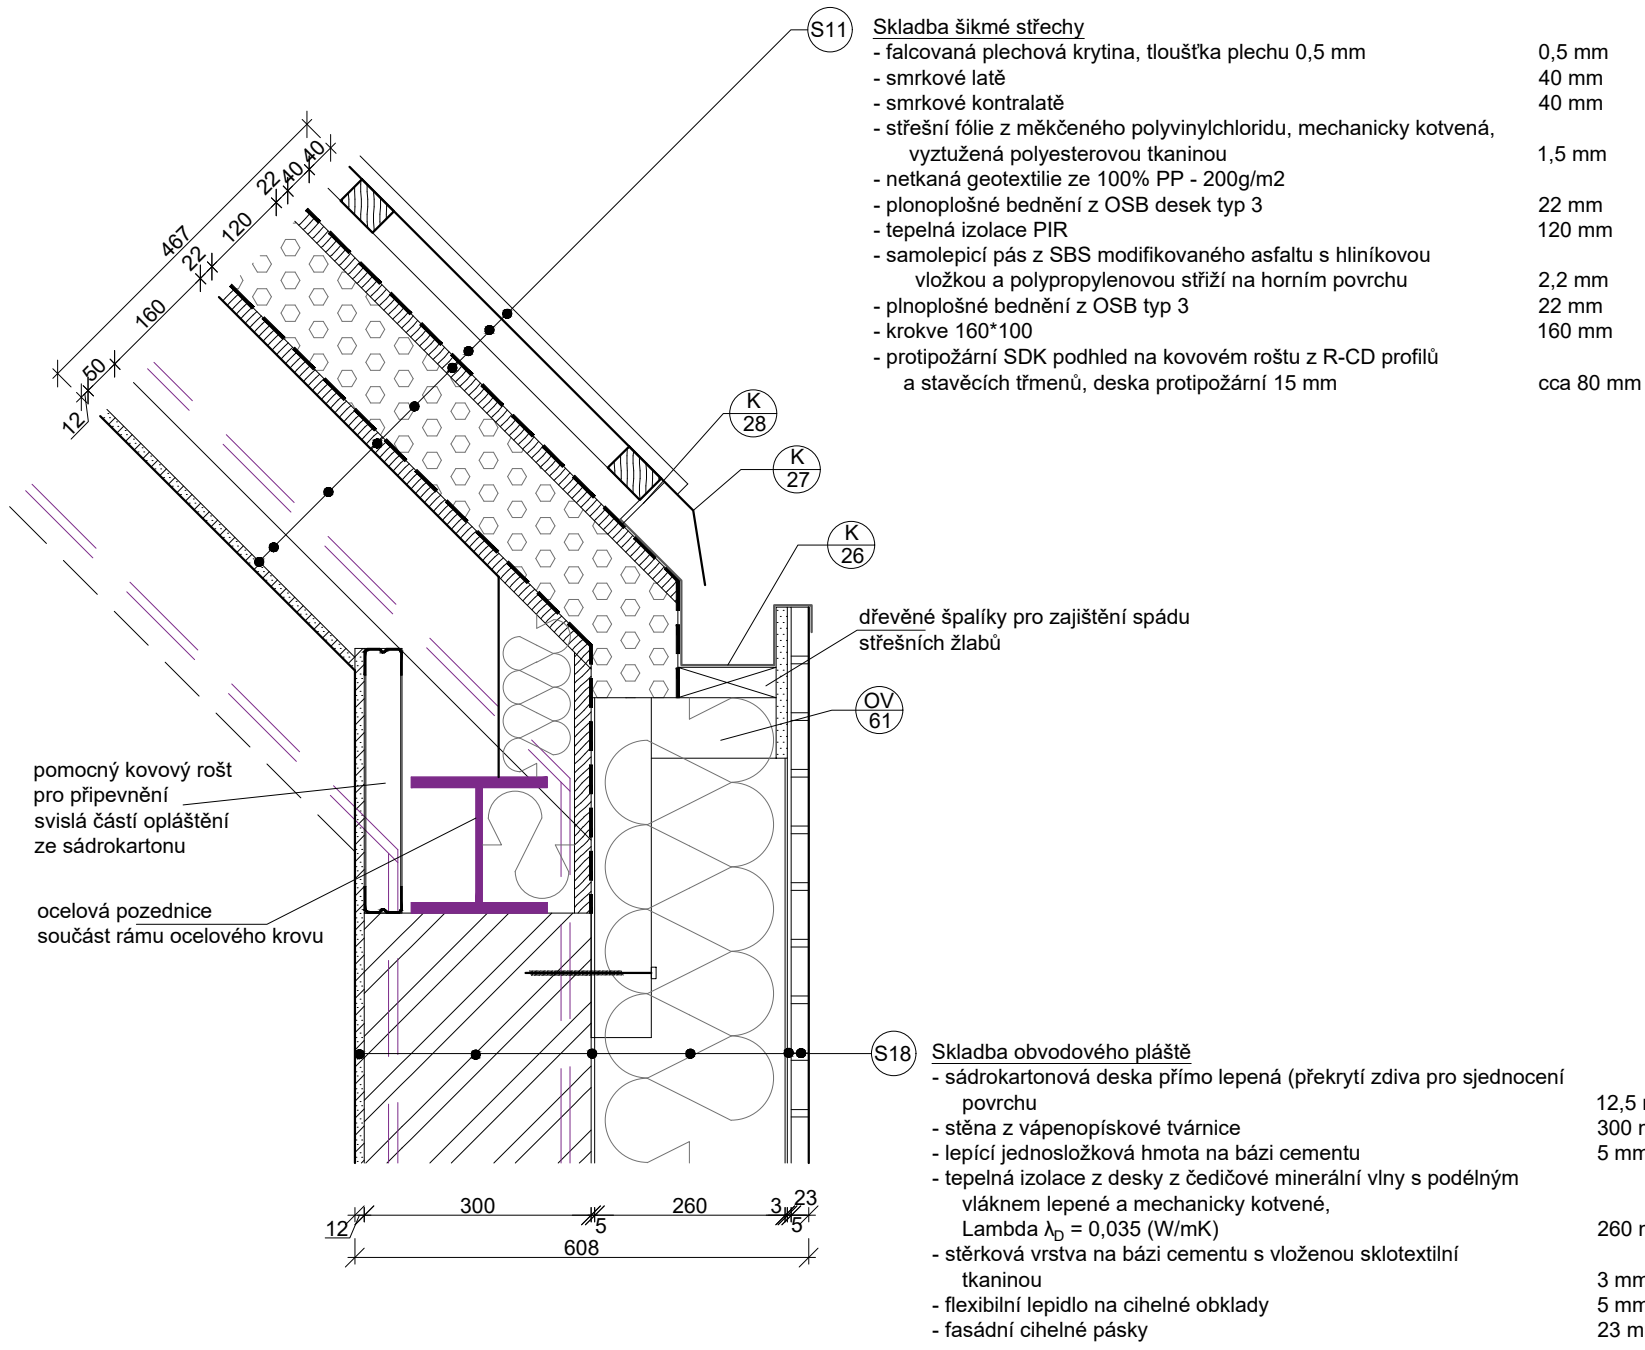 S11
Skladba šikmé střechy
- falcovaná plechová krytina, tloušťka plechu 0,5 mm 0,5 mm
- smrkové latě 40 mm
- smrkové kontralatě 40 mm
- střešní fólie z měkčeného polyvinylchloridu, mechanicky kotvená,
vyztužená polyesterovou tkaninou 1,5 mm
- netkaná geotextilie ze 100% PP - 200g/m2
- plonoplošné bednění z OSB desek typ 3 22 mm
- tepelná izolace PIR 120 mm
- samolepicí pás z SBS modifikovaného asfaltu s hliníkovou
vložkou a polypropylenovou střiží na horním povrchu 2,2 mm
- plnoplošné bednění z OSB typ 3 22 mm
- krokve 160*100 160 mm
- protipožární SDK podhled na kovovém roštu z R-CD profilů
a stavěcích třmenů, deska protipožární 15 mm cca 80 mm
467
12
50
160
22
120
22
40
40
K
28
K
27
K
26
dřevěné špalíky pro zajištění spádu
střešních žlabů
OV
61
pomocný kovový rošt
pro připevnění
svislá částí opláštění
ze sádrokartonu
ocelová pozednice
součást rámu ocelového krovu
S18
Skladba obvodového pláště
- sádrokartonová deska přímo lepená (překrytí zdiva pro sjednocení
povrchu 12,5 m
- stěna z vápenopískové tvárnice 300 m
- lepící jednosložková hmota na bázi cementu 5 mm
- tepelná izolace z desky z čedičové minerální vlny s podélným
vláknem lepené a mechanicky kotvené,
Lambda λD = 0,035 (W/mK) 260 m
- stěrková vrstva na bázi cementu s vloženou sklotextilní
tkaninou 3 mm
- flexibilní lepidlo na cihelné obklady 5 mm
- fasádní cihelné pásky 23 m
12
300
5
260
3
5
23
608